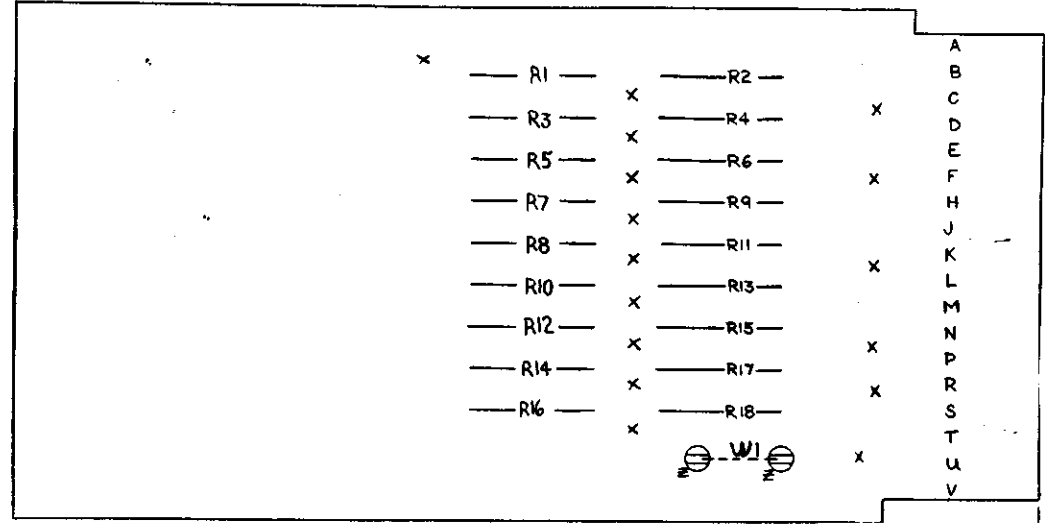 A
R1 R2 B
C
R3 R4 D
E
R5 R6 F
R7 R9 H
J
R8 R11 K
R10 R13 L
M
R12 R15 N
P
R14 R17 R
R16 R18 S
T
W1 U
V